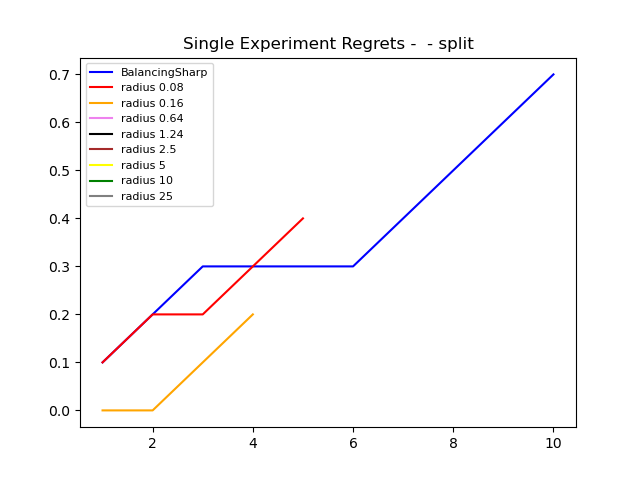 Single Experiment Regrets -  - split
BalancingSharp
radius 0.08
radius 0.16
radius 0.64
radius 1.24
radius 2.5
radius 5
radius 10
radius 25
0.7
0.6
0.5
0.4
0.3
0.2
0.1
0.0
2 4 6 8 10